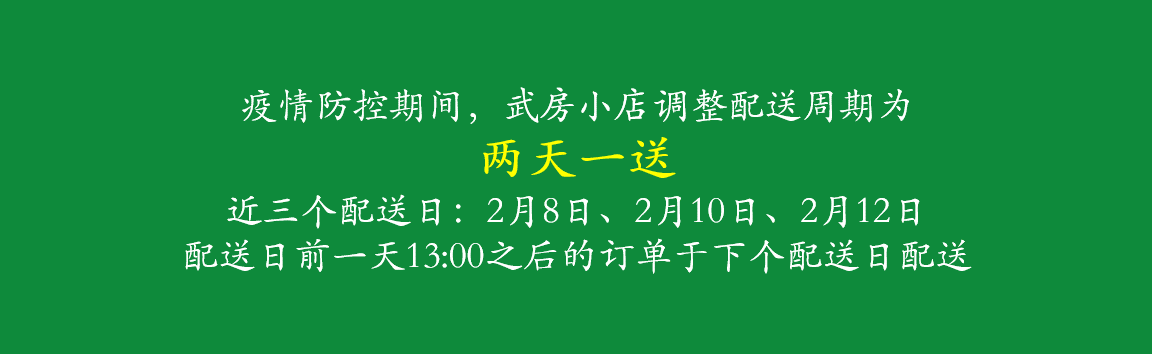 疫情防控期间，武房小店调整配送周期为
两天一送
近三个配送日：2月8日、2月10日、2月12日
配送日前一天13:00之后的订单于下个配送日配送